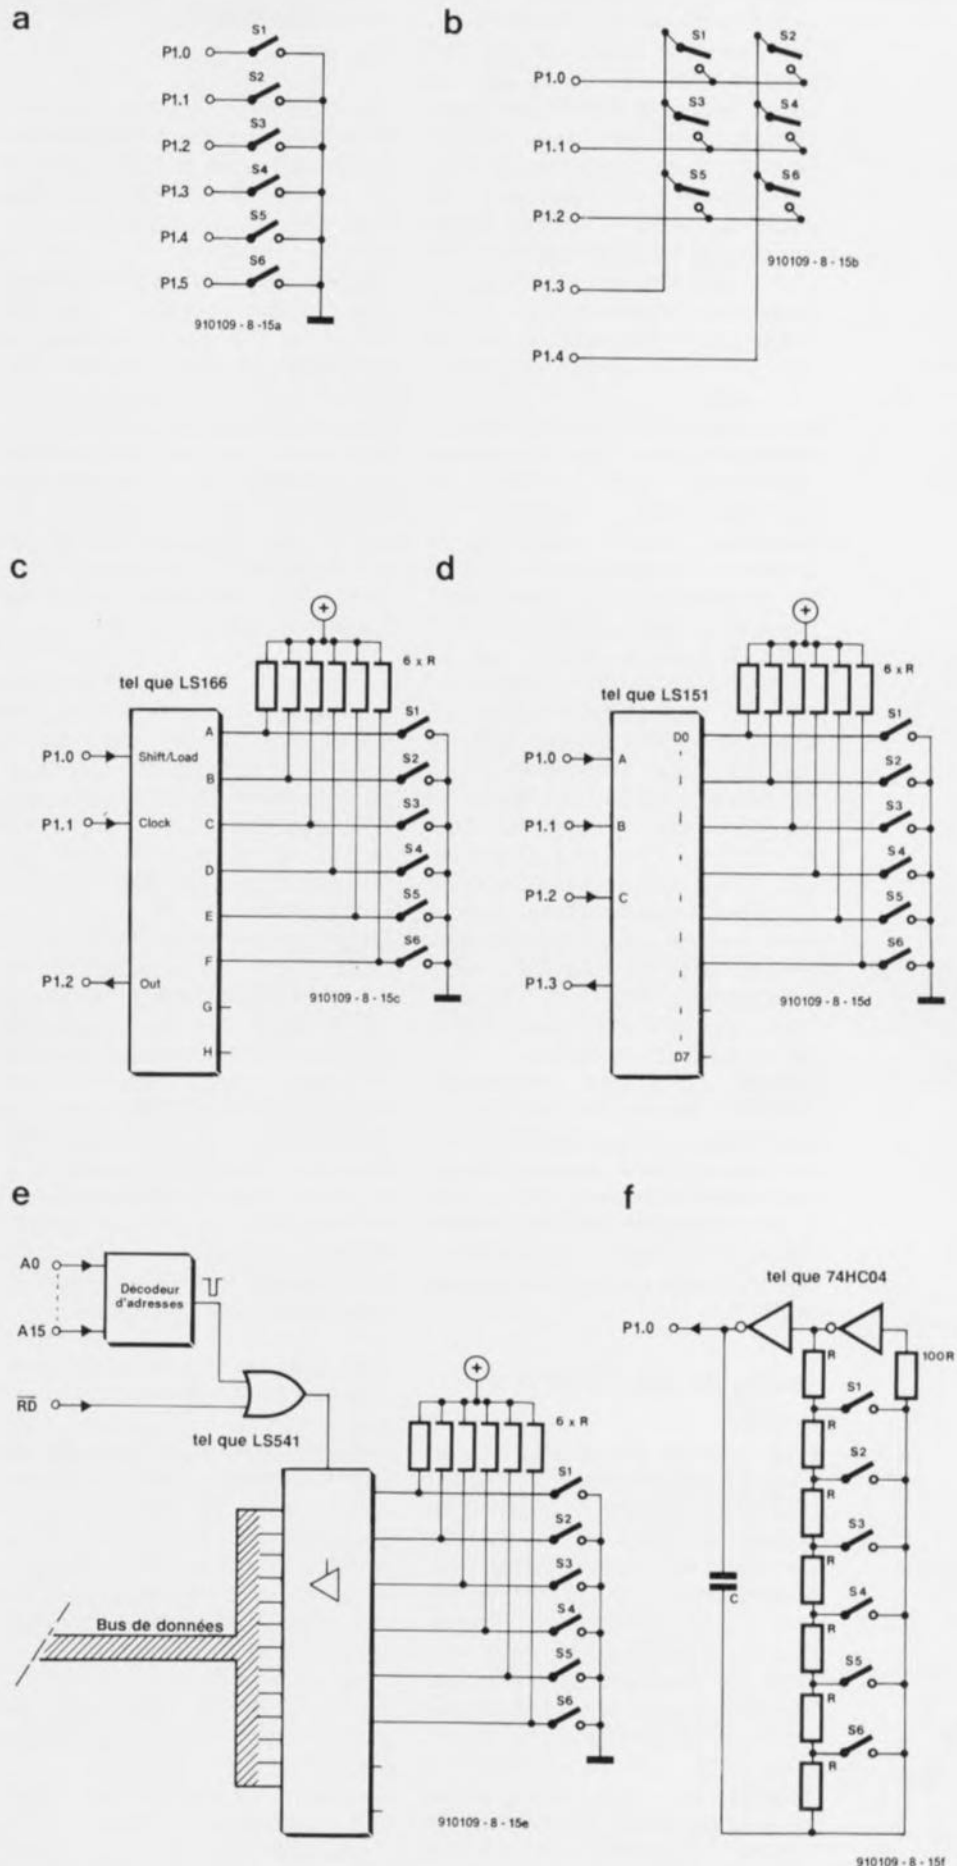 a
P1.0
S1
P1.1
S2
P1.2
S3
P1.3
S4
P1.4
S5
P1.5
S6
910109 - 8 -15a
b
S1
S2
P1.0
S3
S4
P1.1
S5
S6
P1.2
910109 - 8 - 15b
P1.3
P1.4
c
+
6 x R
tel que LS166
A
S1
P1.0
Shift/Load
B
S2
P1.1
Clock
C
S3
D
S4
E
S5
F
S6
P1.2
Out
G
910109 - 8 - 15c
H
d
+
6 x R
tel que LS151
D0
S1
P1.0
A
S2
P1.1
B
S3
S4
P1.2
C
S5
S6
P1.3
910109 - 8 - 15d
D7
e
A0
Décodeur
d'adresses
A15
RD
tel que LS541
+
6 x R
S1
S2
S3
S4
S5
S6
Bus de données
910109 - 8 - 15e
f
tel que 74HC04
P1.0
R
100R
S1
R
S2
R
S3
R
S4
C
R
S5
R
S6
R
910109 - 8 - 15f